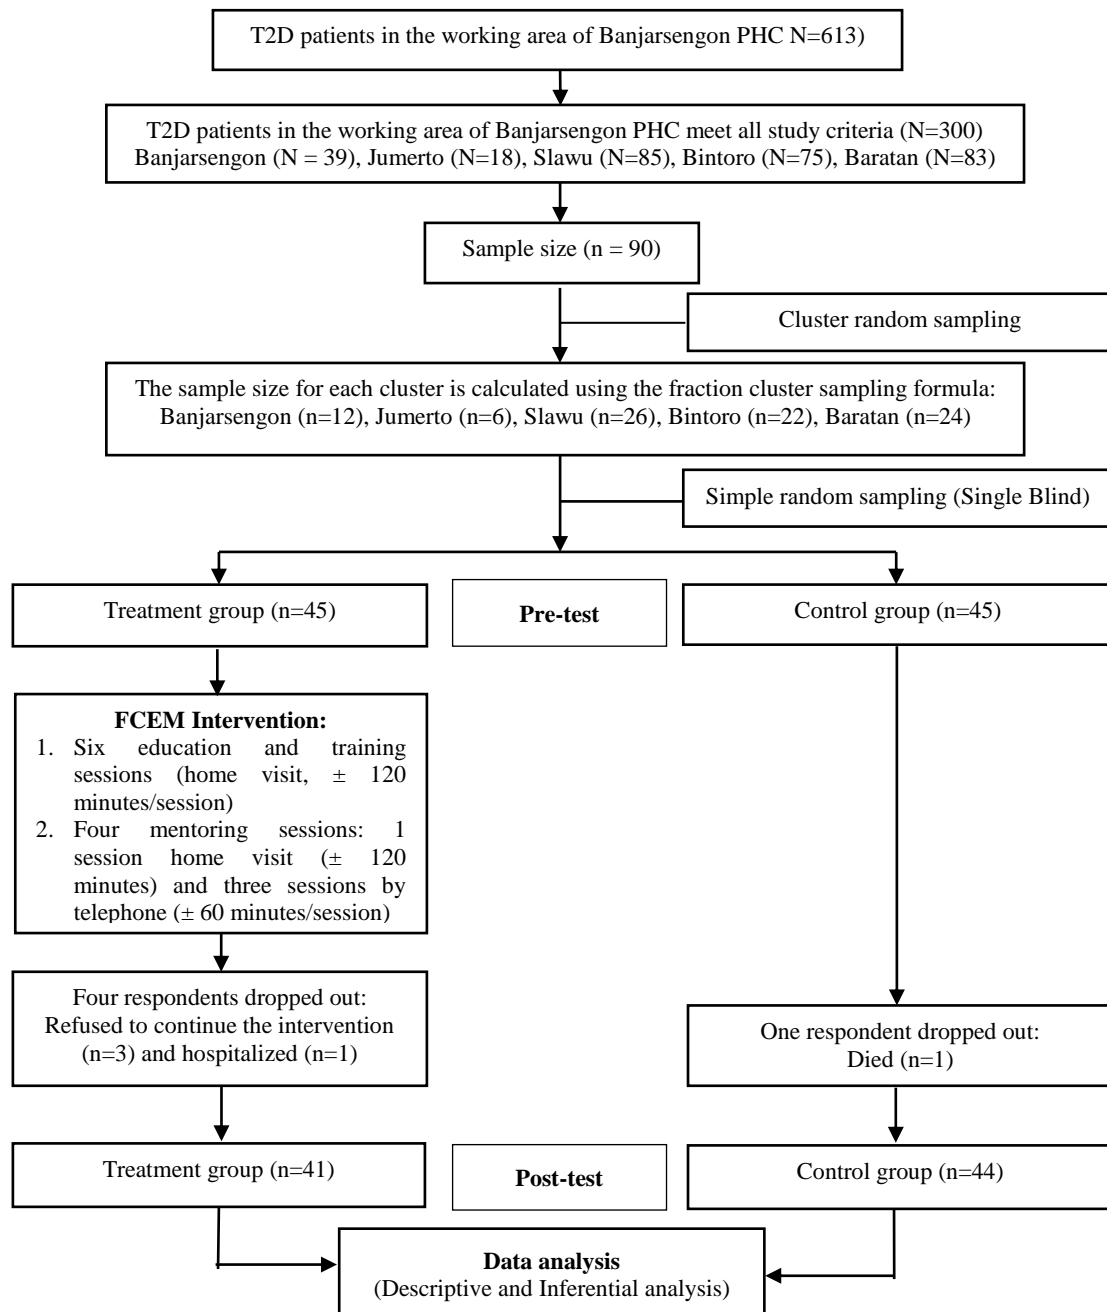 T2D patients in the working area of Banjarsengon PHC N=613)
T2D patients in the working area of Banjarsengon PHC meet all study criteria (N=300)
Banjarsengon (N = 39), Jumerto (N=18), Slawu (N=85), Bintoro (N=75), Baratan (N=83)
Sample size (n = 90)
Cluster random sampling
The sample size for each cluster is calculated using the fraction cluster sampling formula:
Banjarsengon (n=12), Jumerto (n=6), Slawu (n=26), Bintoro (n=22), Baratan (n=24)
Simple random sampling (Single Blind)
Treatment group (n=45)
Pre-test
Control group (n=45)
FCEM Intervention:
1. Six education and training
sessions (home visit, ± 120
minutes/session)
2. Four mentoring sessions: 1
session home visit (± 120
minutes) and three sessions by
telephone (± 60 minutes/session)
Four respondents dropped out:
Refused to continue the intervention
(n=3) and hospitalized (n=1)
One respondent dropped out:
Died (n=1)
Treatment group (n=41)
Post-test
Control group (n=44)
Data analysis
(Descriptive and Inferential analysis)